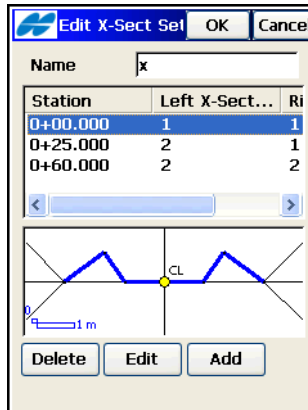 Edit X-Sect Set OK Cance
Name x
Station Left X-Sect... Ri
0+00.000 1 1
0+25.000 2 1
0+60.000 2 2
CL
0
1 m
Delete Edit Add